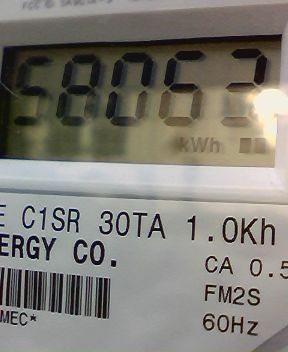 58063
kWh
E C1SR 30TA 1.0Kh
ERGY CO.
CA 0.5
FM2S
MEC*
60Hz